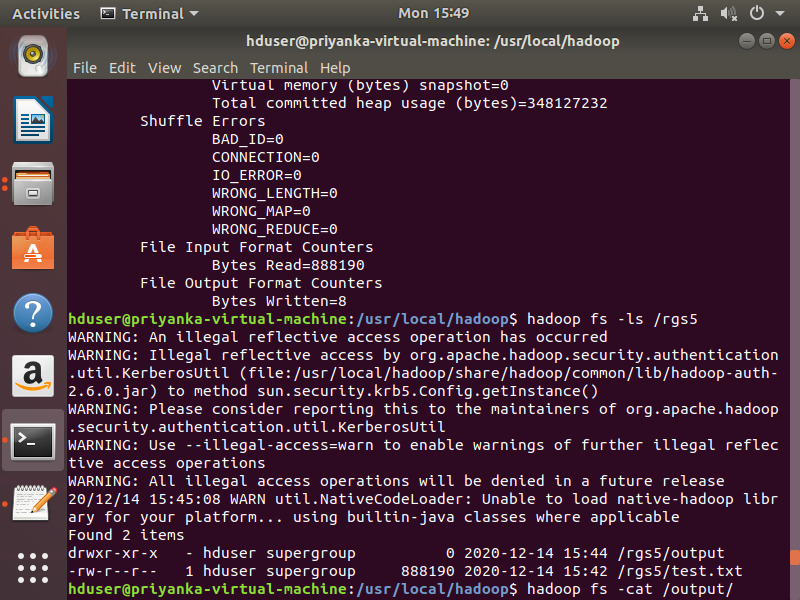 Activities Terminal Mon 15:49
hduser@priyanka-virtual-machine: /usr/local/hadoop
File Edit View Search Terminal Help
Virtual memory (bytes) snapshot=0
Total committed heap usage (bytes)=348127232
Shuffle Errors
BAD_ID=0
CONNECTION=0
IO_ERROR=0
WRONG_LENGTH=0
WRONG_MAP=0
WRONG_REDUCE=0
File Input Format Counters
Bytes Read=888190
File Output Format Counters
Bytes Written=8
hduser@priyanka-virtual-machine:/usr/local/hadoop$ hadoop fs -ls /rgs5
WARNING: An illegal reflective access operation has occurred
WARNING: Illegal reflective access by org.apache.hadoop.security.authentication
.util.KerberosUtil (file:/usr/local/hadoop/share/hadoop/common/lib/hadoop-auth-
2.6.0.jar) to method sun.security.krb5.Config.getInstance()
WARNING: Please consider reporting this to the maintainers of org.apache.hadoop
.security.authentication.util.KerberosUtil
WARNING: Use --illegal-access=warn to enable warnings of further illegal reflec
tive access operations
WARNING: All illegal access operations will be denied in a future release
20/12/14 15:45:08 WARN util.NativeCodeLoader: Unable to load native-hadoop libr
ary for your platform... using builtin-java classes where applicable
Found 2 items
drwxr-xr-x   - hduser supergroup          0 2020-12-14 15:44 /rgs5/output
-rw-r--r--   1 hduser supergroup     888190 2020-12-14 15:42 /rgs5/test.txt
hduser@priyanka-virtual-machine:/usr/local/hadoop$ hadoop fs -cat /output/